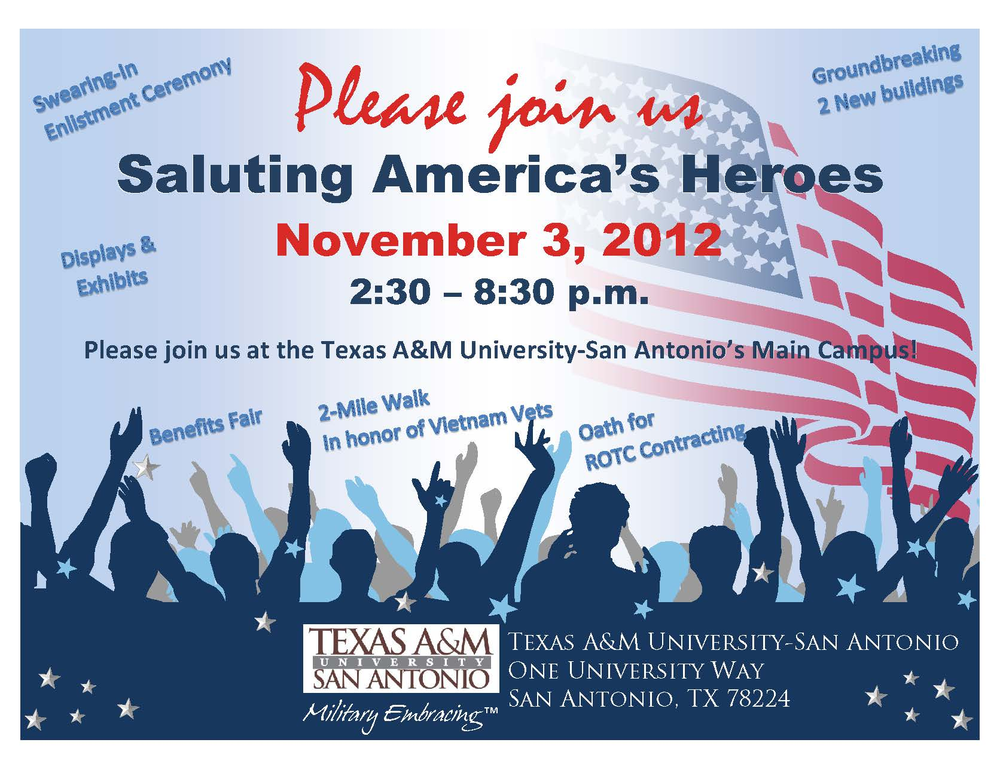 Swearing-In
Enlistment Ceremony
Groundbreaking
2 New buildings
Please join us
Saluting America’s Heroes
November 3, 2012
2:30 – 8:30 p.m.
Displays &
Exhibits
Please join us at the Texas A&M University-San Antonio’s Main Campus!
Benefits Fair
2-Mile Walk
In honor of Vietnam Vets
Oath for
ROTC Contracting
TEXAS A&M
UNIVERSITY
SAN ANTONIO
Military Embracing™
Texas A&M University-San Antonio
One University Way
San Antonio, TX 78224